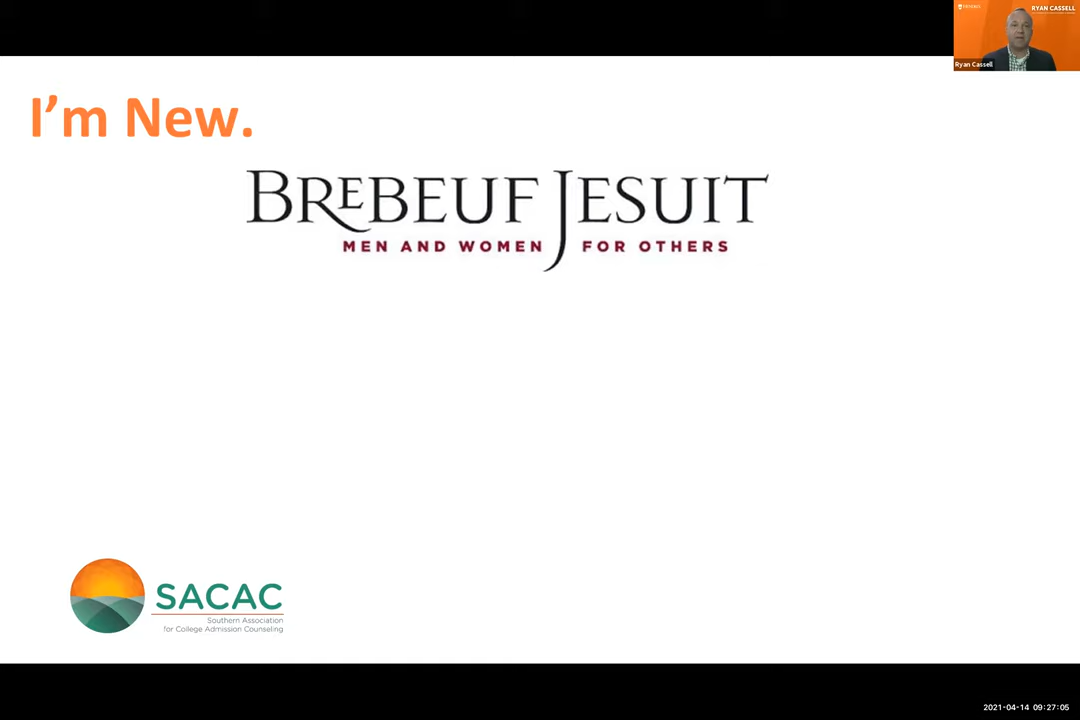 RYAN CASSELL
Ryan Cassell
I'm New.
BREBEUF JESUIT
MEN AND WOMEN FOR OTHERS
SACAC
Southern Association
for College Admission Counseling
2021-04-14 09:27:05